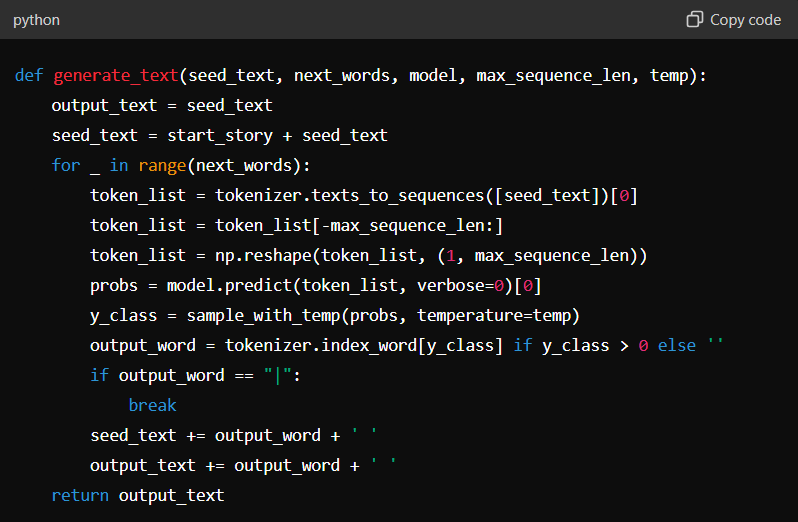 python
Copy code
def generate_text(seed_text, next_words, model, max_sequence_len, temp):
    output_text = seed_text
    seed_text = start_story + seed_text
    for _ in range(next_words):
        token_list = tokenizer.texts_to_sequences([seed_text])[0]
        token_list = token_list[-max_sequence_len:]
        token_list = np.reshape(token_list, (1, max_sequence_len))
        probs = model.predict(token_list, verbose=0)[0]
        y_class = sample_with_temp(probs, temperature=temp)
        output_word = tokenizer.index_word[y_class] if y_class > 0 else ''
        if output_word == "|":
            break
        seed_text += output_word + ' '
        output_text += output_word + ' '
    return output_text